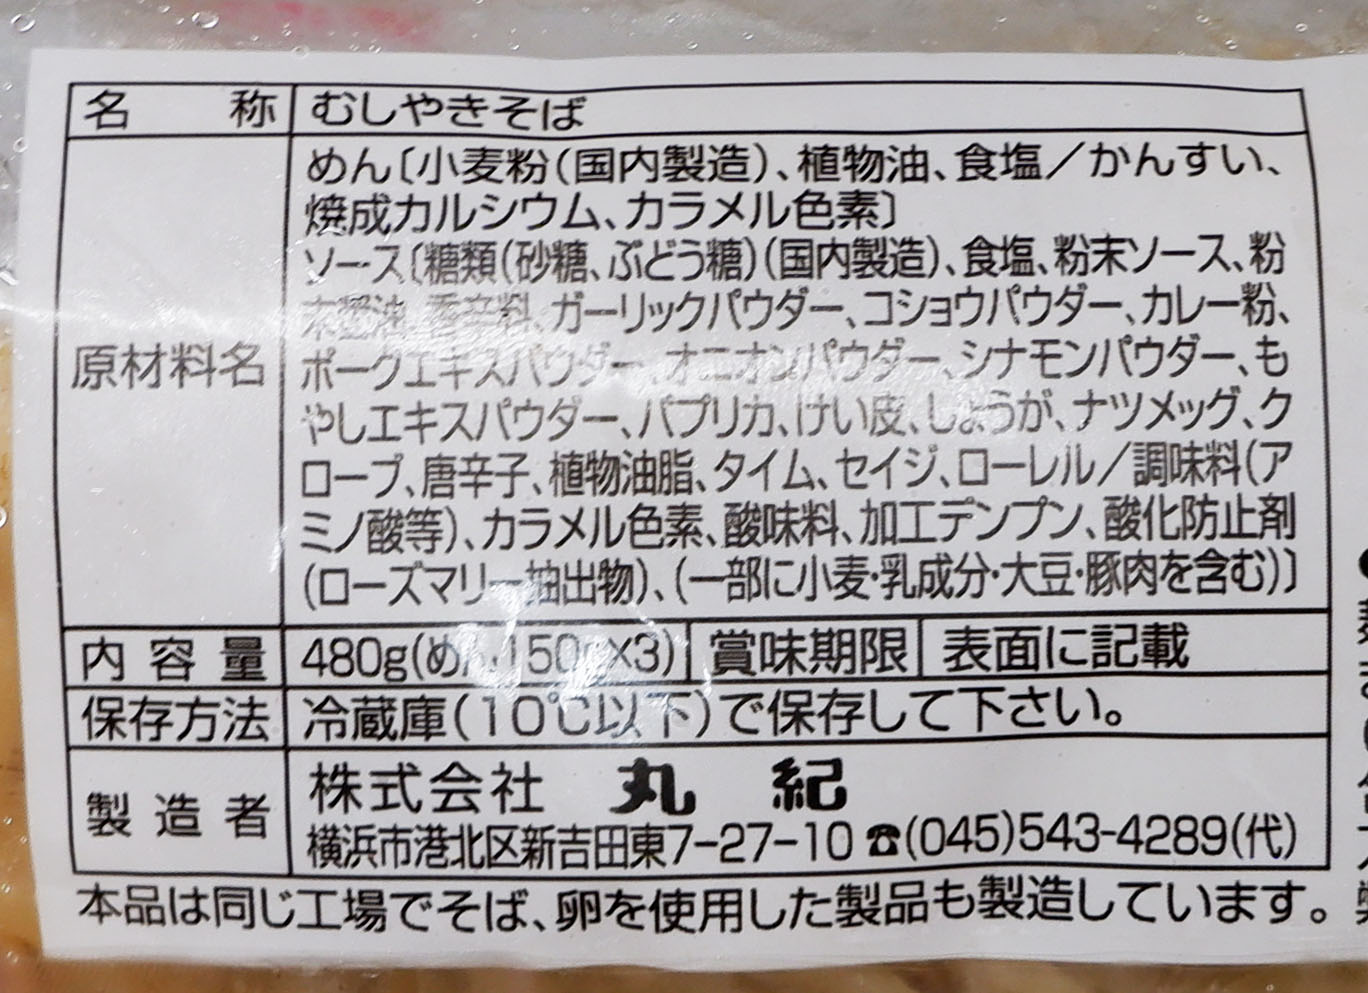 名称 むしやきそば
原材料名
めん〔小麦粉(国内製造)、植物油、食塩／かんすい、
焼成カルシウム、カラメル色素〕
ソース〔糖類(砂糖、ぶどう糖)(国内製造)、食塩、粉末ソース、粉
末醤油、香辛料、ガーリックパウダー、コショウパウダー、カレー粉、
ポークエキスパウダー、オニオンパウダー、シナモンパウダー、も
やしエキスパウダー、パプリカ、けい皮、しょうが、ナツメッグ、ク
ローブ、唐辛子、植物油脂、タイム、セイジ、ローレル／調味料(ア
ミノ酸等)、カラメル色素、酸味料、加工デンプン、酸化防止剤
(ローズマリー抽出物)、(一部に小麦・乳成分・大豆・豚肉を含む)〕
内容量 480g(めん150g×3) 賞味期限 表面に記載
保存方法 冷蔵庫(10℃以下)で保存して下さい。
製造者
株式会社 丸紀
横浜市港北区新吉田東7-27-10 ☎(045)543-4289(代)
本品は同じ工場でそば、卵を使用した製品も製造しています。